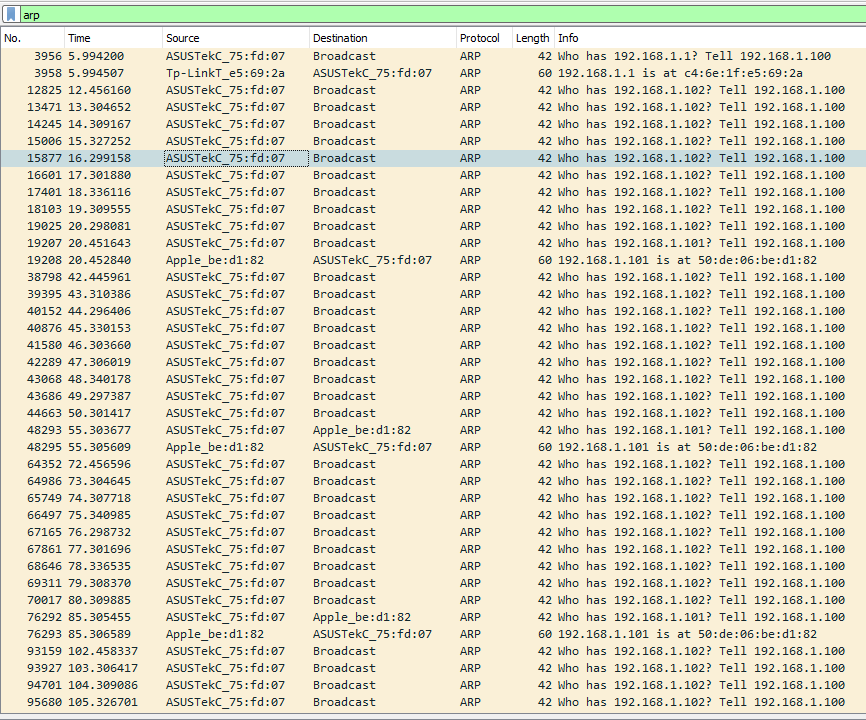 arp
No. Time Source Destination Protocol Length Info
3956 5.994200 ASUSTekC_75:fd:07 Broadcast ARP 42 Who has 192.168.1.1? Tell 192.168.1.100
3958 5.994507 Tp-LinkT_e5:69:2a ASUSTekC_75:fd:07 ARP 60 192.168.1.1 is at c4:6e:1f:e5:69:2a
12825 12.456160 ASUSTekC_75:fd:07 Broadcast ARP 42 Who has 192.168.1.102? Tell 192.168.1.100
13471 13.304652 ASUSTekC_75:fd:07 Broadcast ARP 42 Who has 192.168.1.102? Tell 192.168.1.100
14245 14.309167 ASUSTekC_75:fd:07 Broadcast ARP 42 Who has 192.168.1.102? Tell 192.168.1.100
15006 15.327252 ASUSTekC_75:fd:07 Broadcast ARP 42 Who has 192.168.1.102? Tell 192.168.1.100
15877 16.299158 ASUSTekC_75:fd:07 Broadcast ARP 42 Who has 192.168.1.102? Tell 192.168.1.100
16601 17.301880 ASUSTekC_75:fd:07 Broadcast ARP 42 Who has 192.168.1.102? Tell 192.168.1.100
17401 18.336116 ASUSTekC_75:fd:07 Broadcast ARP 42 Who has 192.168.1.102? Tell 192.168.1.100
18103 19.309555 ASUSTekC_75:fd:07 Broadcast ARP 42 Who has 192.168.1.102? Tell 192.168.1.100
19025 20.298081 ASUSTekC_75:fd:07 Broadcast ARP 42 Who has 192.168.1.102? Tell 192.168.1.100
19207 20.451643 ASUSTekC_75:fd:07 Broadcast ARP 42 Who has 192.168.1.101? Tell 192.168.1.100
19208 20.452840 Apple_be:d1:82 ASUSTekC_75:fd:07 ARP 60 192.168.1.101 is at 50:de:06:be:d1:82
38798 42.445961 ASUSTekC_75:fd:07 Broadcast ARP 42 Who has 192.168.1.102? Tell 192.168.1.100
39395 43.310386 ASUSTekC_75:fd:07 Broadcast ARP 42 Who has 192.168.1.102? Tell 192.168.1.100
40152 44.296406 ASUSTekC_75:fd:07 Broadcast ARP 42 Who has 192.168.1.102? Tell 192.168.1.100
40876 45.330153 ASUSTekC_75:fd:07 Broadcast ARP 42 Who has 192.168.1.102? Tell 192.168.1.100
41580 46.303660 ASUSTekC_75:fd:07 Broadcast ARP 42 Who has 192.168.1.102? Tell 192.168.1.100
42289 47.306019 ASUSTekC_75:fd:07 Broadcast ARP 42 Who has 192.168.1.102? Tell 192.168.1.100
43068 48.340178 ASUSTekC_75:fd:07 Broadcast ARP 42 Who has 192.168.1.102? Tell 192.168.1.100
43686 49.297387 ASUSTekC_75:fd:07 Broadcast ARP 42 Who has 192.168.1.102? Tell 192.168.1.100
44663 50.301417 ASUSTekC_75:fd:07 Broadcast ARP 42 Who has 192.168.1.102? Tell 192.168.1.100
48293 55.303677 ASUSTekC_75:fd:07 Apple_be:d1:82 ARP 42 Who has 192.168.1.101? Tell 192.168.1.100
48295 55.305609 Apple_be:d1:82 ASUSTekC_75:fd:07 ARP 60 192.168.1.101 is at 50:de:06:be:d1:82
64352 72.456596 ASUSTekC_75:fd:07 Broadcast ARP 42 Who has 192.168.1.102? Tell 192.168.1.100
64986 73.304645 ASUSTekC_75:fd:07 Broadcast ARP 42 Who has 192.168.1.102? Tell 192.168.1.100
65749 74.307718 ASUSTekC_75:fd:07 Broadcast ARP 42 Who has 192.168.1.102? Tell 192.168.1.100
66497 75.340985 ASUSTekC_75:fd:07 Broadcast ARP 42 Who has 192.168.1.102? Tell 192.168.1.100
67165 76.298732 ASUSTekC_75:fd:07 Broadcast ARP 42 Who has 192.168.1.102? Tell 192.168.1.100
67861 77.301696 ASUSTekC_75:fd:07 Broadcast ARP 42 Who has 192.168.1.102? Tell 192.168.1.100
68646 78.336535 ASUSTekC_75:fd:07 Broadcast ARP 42 Who has 192.168.1.102? Tell 192.168.1.100
69311 79.308370 ASUSTekC_75:fd:07 Broadcast ARP 42 Who has 192.168.1.102? Tell 192.168.1.100
70017 80.309885 ASUSTekC_75:fd:07 Broadcast ARP 42 Who has 192.168.1.102? Tell 192.168.1.100
76292 85.305455 ASUSTekC_75:fd:07 Apple_be:d1:82 ARP 42 Who has 192.168.1.101? Tell 192.168.1.100
76293 85.306589 Apple_be:d1:82 ASUSTekC_75:fd:07 ARP 60 192.168.1.101 is at 50:de:06:be:d1:82
93159 102.458337 ASUSTekC_75:fd:07 Broadcast ARP 42 Who has 192.168.1.102? Tell 192.168.1.100
93927 103.306417 ASUSTekC_75:fd:07 Broadcast ARP 42 Who has 192.168.1.102? Tell 192.168.1.100
94701 104.309086 ASUSTekC_75:fd:07 Broadcast ARP 42 Who has 192.168.1.102? Tell 192.168.1.100
95680 105.326701 ASUSTekC_75:fd:07 Broadcast ARP 42 Who has 192.168.1.102? Tell 192.168.1.100